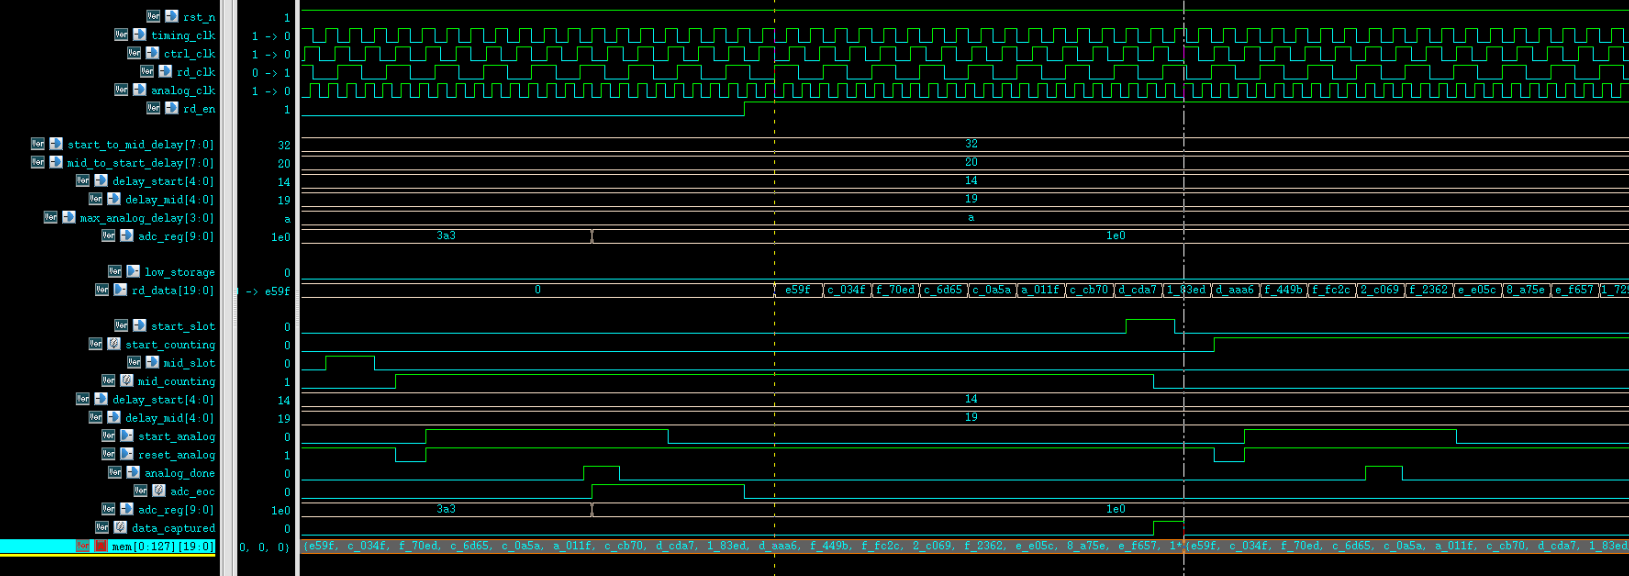 rst_n 1
timing_clk 1 -> 0
ctrl_clk 1 -> 0
rd_clk 0 -> 1
analog_clk 1 -> 0
rd_en 1
start_to_mid_delay[7:0] 32 32
mid_to_start_delay[7:0] 20 20
delay_start[4:0] 14 14
delay_mid[4:0] 19 19
max_analog_delay[3:0] a a
adc_reg[9:0] 1e0 3a3 1e0
low_storage 0
rd_data[19:0] -> e59f 0 e59f c_034f f_70ed c_6d65 c_0a5a a_011f c_cb70 d_cda7 1_83ed d_aaa6 f_449b f_fc2c 2_c069 f_2362 e_e05c 8_a75e e_f657
start_slot 0
start_counting 0
mid_slot 0
mid_counting 1
delay_start[4:0] 14 14
delay_mid[4:0] 19 19
start_analog 0
reset_analog 1
analog_done 0
adc_eoc 0
adc_reg[9:0] 1e0 3a3 1e0
data_captured 0
mem[0:127][19:0] 0, 0, 0) (e59f, c_034f, f_70ed, c_6d65, c_0a5a, a_011f, c_cb70, d_cda7, 1_83ed, d_aaa6, f_449b, f_fc2c, 2_c069, f_2362, e_e05c, 8_a75e, e_f657, 1* (e59f, c_034f, f_70ed, c_6d65, c_0a5a, a_011f, c_cb70, d_cda7, 1_83ed